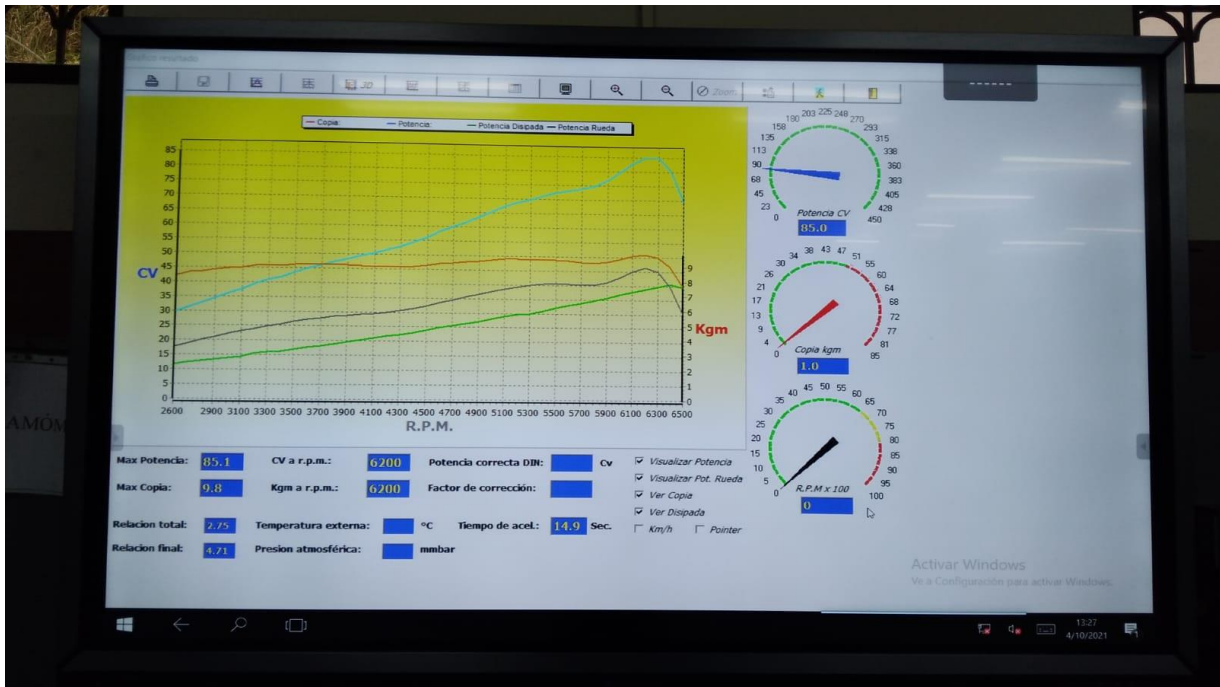 3D
Zoom
Copia:
Potencia:
Potencia Disipada
Potencia Rueda
85
80
75
70
65
60
55
50
45
40
35
30
25
20
15
10
5
0
CV
9
8
7
6
5
4
3
2
1
0
Kgm
2600 2900 3100 3300 3500 3700 3900 4100 4300 4500 4700 4900 5100 5300 5500 5700 5900 6100 6300 6500
R.P.M.
0 23 45 68 90 113 135 158 180 203 225 248 270 293 315 338 360 383 405 428 450
Potencia CV
85.0
0 4 9 13 17 21 26 30 34 38 43 47 51 55 60 64 68 72 77 81 85
Copia kgm
1.0
0 5 10 15 20 25 30 35 40 45 50 55 60 65 70 75 80 85 90 95 100
R.P.M x 100
0
Max Potencia: 85.1 CV a r.p.m.: 6200 Potencia correcta DIN: Cv
Max Copia: 9.8 Kgm a r.p.m.: 6200 Factor de corrección:
Relacion total: 2.75 Temperatura externa: °C Tiempo de acel.: 14.9 Sec.
Relacion final: 4.71 Presion atmosférica: mmbar
Visualizar Potencia
Visualizar Pot. Rueda
Ver Copia
Ver Disipada
Km/h Pointer
Activar Windows
Ve a Configuración para activar Windows.
13:27
4/10/2021
1